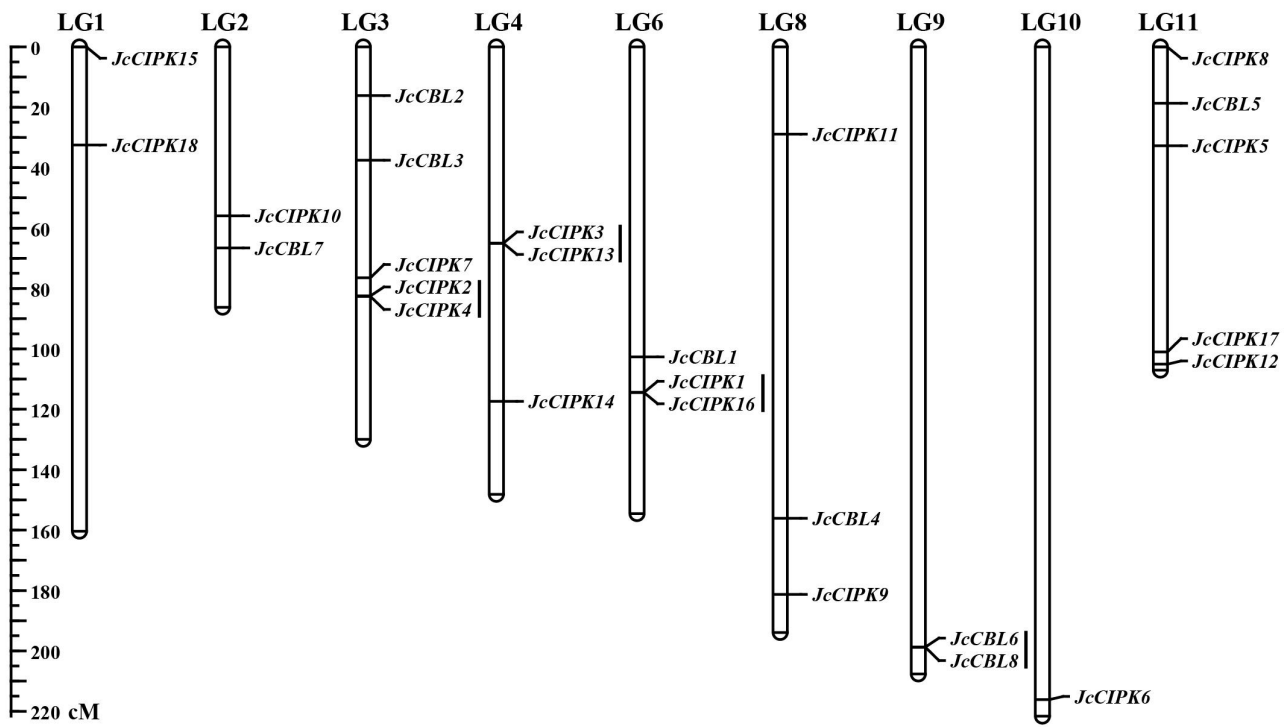 LG1 LG2 LG3 LG4 LG6 LG8 LG9 LG10 LG11
0
20
40
60
80
100
120
140
160
180
200
220 cM
JcCIPK15
JcCIPK18
JcCIPK10
JcCBL7
JcCBL2
JcCBL3
JcCIPK7
JcCIPK2
JcCIPK4
JcCIPK3
JcCIPK13
JcCIPK14
JcCBL1
JcCIPK1
JcCIPK16
JcCIPK11
JcCBL4
JcCIPK9
JcCBL6
JcCBL8
JcCIPK6
JcCIPK8
JcCBL5
JcCIPK5
JcCIPK17
JcCIPK12